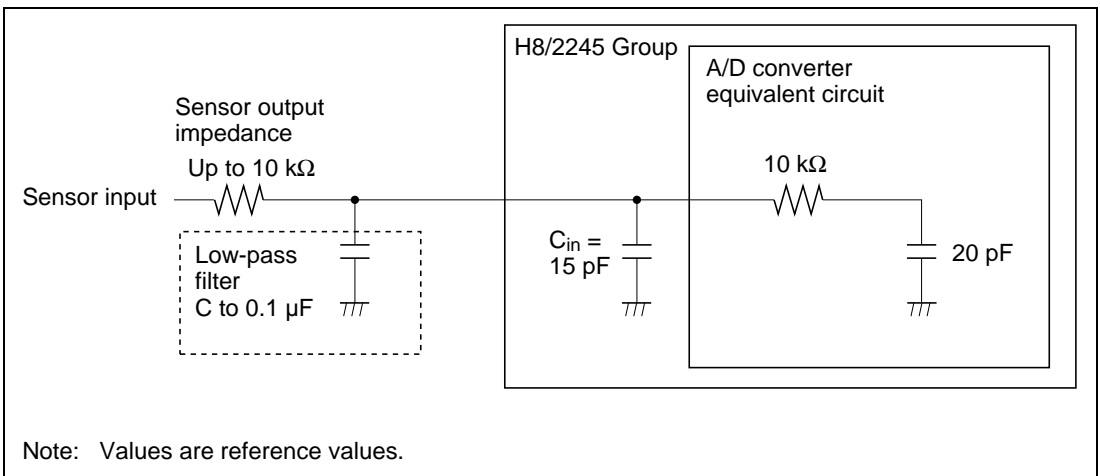 H8/2245 Group
A/D converter
equivalent circuit
Sensor output
impedance
Up to 10 kΩ
10 kΩ
Sensor input
Low-pass
filter
C to 0.1 µF
Cin =
15 pF
20 pF
Note: Values are reference values.